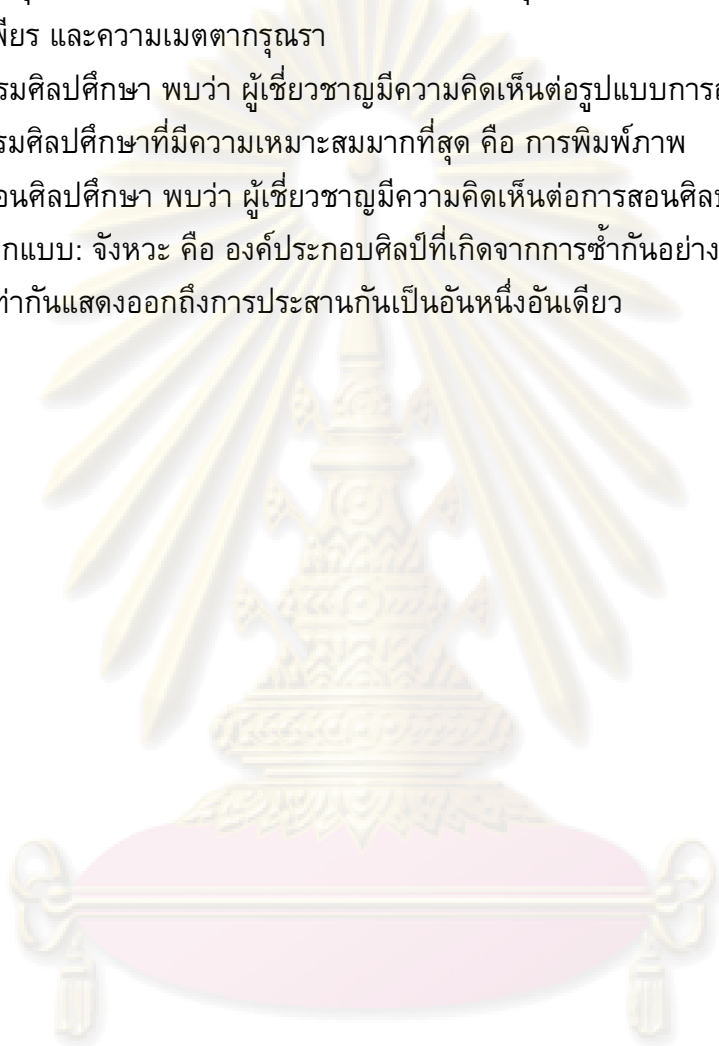 พียร และความเมตตากรุณรา
รมศิลปศึกษา พบว่า ผู้เชี่ยวชาญมีความคิดเห็นต่อรูปแบบการ
รมศิลปศึกษาที่มีความเหมาะสมมากที่สุด คือ การพิมพ์ภาพ
อนศิลปศึกษา พบว่า ผู้เชี่ยวชาญมีความคิดเห็นต่อการสอนศิลป
กแบบ: จังหวะ คือ องค์ประกอบศิลป์ที่เกิดจากการซ้ำกันอย่าง
ท่ากันแสดงออกถึงการประสานกันเป็นอันหนึ่งอันเดียว